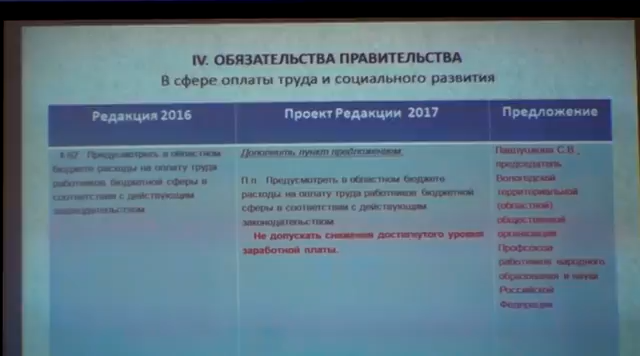 IV. ОБЯЗАТЕЛЬСТВА ПРАВИТЕЛЬСТВА
В сфере оплаты труда и социального развития
Редакция 2016
Проект Редакции 2017
Предложение
Предусмотреть в областном
бюджете расходы на оплату труда
работников бюджетной сферы в
соответствии с действующим
законодательством
Дополнить пункт предложением:
П.п. Предусмотреть в областном бюджете
расходы на оплату труда работников бюджетной
сферы в соответствии с действующим
законодательством
Не допускать снижения достигнутого уровня
заработной платы.
С.В.,
председатель
Вологодской
территориальной
(областной)
общественной
организации
Профсоюза
работников народного
образования и науки
Российской
Федерации